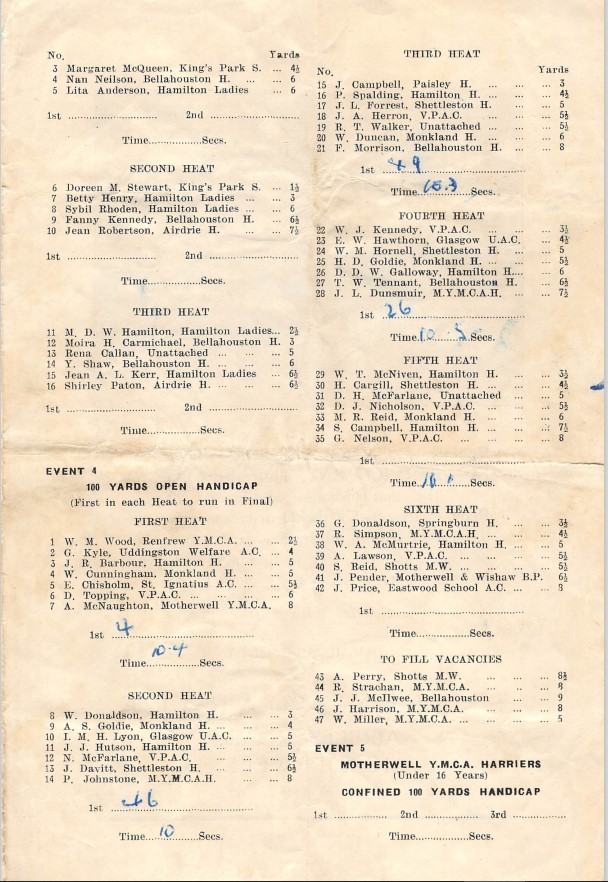 No. Yards
3 Margaret McQueen, King's Park S. ... 4½
4 Nan Neilson, Bellahouston H. ... ... 6
5 Lita Anderson, Hamilton Ladies ... 6
1st .............................. 2nd ..............................
Time..................Secs.
SECOND HEAT
6 Doreen M. Stewart, King's Park S. ... 1½
7 Betty Henry, Hamilton Ladies ... ... 3
8 Sybil Rhoden, Hamilton Ladies ... ... 6
9 Fanny Kennedy, Bellahouston H. ... 6½
10 Jean Robertson, Airdrie H. ... ... 7½
1st .............................. 2nd ..............................
Time..................Secs.
THIRD HEAT
11 M. D. W. Hamilton, Hamilton Ladies... 2½
12 Moira H. Carmichael, Bellahouston H. 3
13 Rena Callan, Unattached ... ... ... 5
14 Y. Shaw, Bellahouston H. ... ... ... 6
15 Jean A. L. Kerr, Hamilton Ladies ... 6½
16 Shirley Paton, Airdrie H. ... ... ... 6½
1st .............................. 2nd ..............................
Time..................Secs.
EVENT 4
100 YARDS OPEN HANDICAP
(First in each Heat to run in Final)
FIRST HEAT
1 W. M. Wood, Renfrew Y.M.C.A. ... ... 2½
2 G. Kyle, Uddingston Welfare A.C. ... 4
3 J. R. Barbour, Hamilton H. ... ... 5
4 W. Cunningham, Monkland H. ... ... 5
5 E. Chisholm, St. Ignatius A.C. ... ... 5½
6 D. Topping, V.P.A.C. ... ... ... ... 6
7 A. McNaughton, Motherwell Y.M.C.A. 8
1st 4
10.4
Time..................Secs.
SECOND HEAT
8 W. Donaldson, Hamilton H. ... ... 3
9 A. S. Goldie, Monkland H. ... ... ... 4
10 I. M. H. Lyon, Glasgow U.A.C. ... ... 5
11 J. J. Hutson, Hamilton H. ... ... ... 5
12 N. McFarlane, V.P.A.C. ... ... ... 5½
13 J. Davitt, Shettleston H. ... ... ... 6½
14 P. Johnstone, M.Y.M.C.A.H. ... ... 8
1st 46
Time 10 Secs.
THIRD HEAT
No. Yards
15 J. Campbell, Paisley H. ... ... ... 3
16 P. Spalding, Hamilton H. ... ... ... 4½
17 J. L. Forrest, Shettleston H. ... ... 5
18 J. A. Herron, V.P.A.C. ... ... ... 5½
19 R. T. Walker, Unattached ... ... ... 5½
20 W. Duncan, Monkland H. ... ... ... 6
21 F. Morrison, Bellahouston H. ... ... 8
1st 49
Time 10.3 Secs.
FOURTH HEAT
22 W. J. Kennedy, V.P.A.C. ... ... ... 3½
23 E. W. Hawthorn, Glasgow U.A.C. ... 4½
24 W. M. Hornell, Shettleston H. ... ... 5
25 H. D. Goldie, Monkland H. ... ... ... 5½
26 D. D. W. Galloway, Hamilton H.... ... 6
27 T. W. Tennant, Bellahouston H. ... 6½
28 J. L. Dunsmuir, M.Y.M.C.A.H. ... ... 7½
1st 26
Time 10 Secs.
FIFTH HEAT
29 W. T. McNiven, Hamilton H. ... ... 3½
30 H. Cargill, Shettleston H. ... ... ... 4½
31 D. H. McFarlane, Unattached ... ... 5
32 D. J. Nicholson, V.P.A.C. ... ... ... 5½
33 M. R. Reid, Monkland H. ... ... ... 6
34 S. Campbell, Hamilton H. ... ... ... 7½
35 G. Nelson, V.P.A.C. ... ... ... ... 8
1st ..............................
Time Secs.
SIXTH HEAT
36 G. Donaldson, Springburn H. ... ... 3½
37 R. Simpson, M.Y.M.C.A.H. ... ... ... 4½
38 W. A. McMurtrie, Hamilton H. ... ... 5
39 A. Lawson, V.P.A.C. ... ... ... ... 5½
40 S. Reid, Shotts M.W. ... ... ... ... 5½
41 J. Pender, Motherwell & Wishaw B.P. 6½
42 J. Price, Eastwood School A.C. ... ... 8
1st ..............................
Time..................Secs.
TO FILL VACANCIES
43 A. Perry, Shotts M.W. ... ... ... 8½
44 R. Strachan, M.Y.M.C.A. ... ... ... 8
45 J. J. McIlwee, Bellahouston ... ... 9
46 J. Harrison, M.Y.M.C.A. ... ... ... 8
47 W. Miller, M.Y.M.C.A. ... ... ... ... 5
EVENT 5
MOTHERWELL Y.M.C.A. HARRIERS
(Under 16 Years)
CONFINED 100 YARDS HANDICAP
1st .................... 2nd .................... 3rd ....................
Time..................Secs.